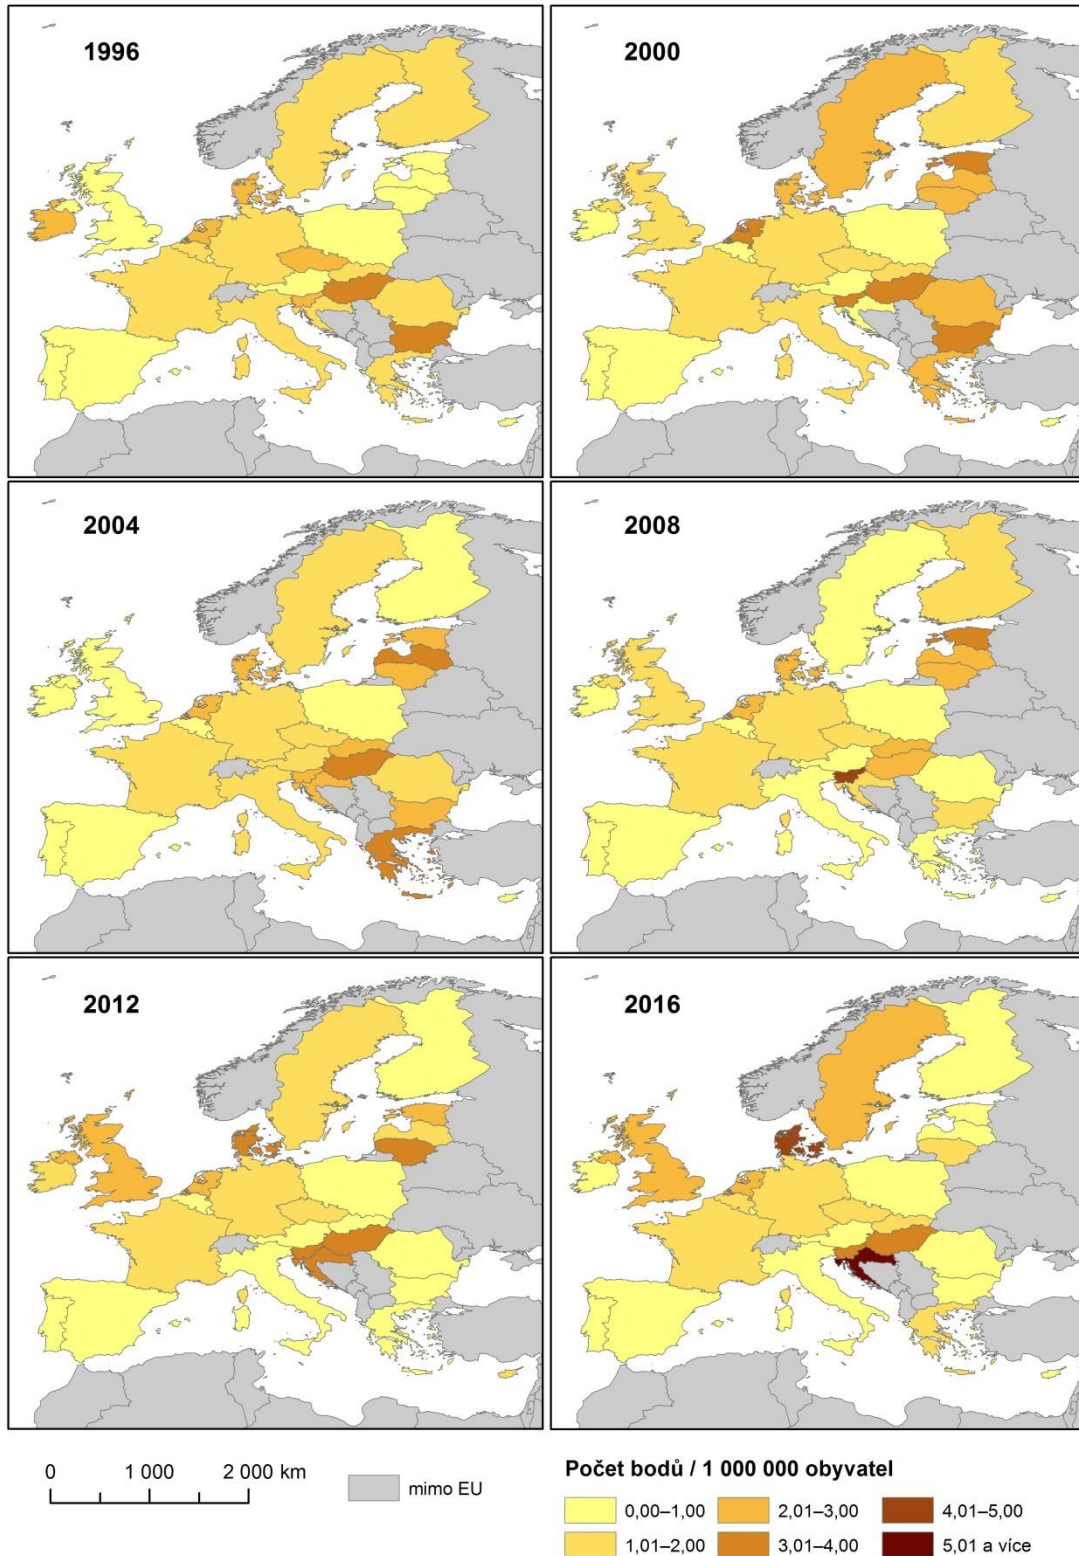 1996
2000
2004
2008
2012
2016
0 1 000 2 000 km
mimo EU
Počet bodů / 1 000 000 obyvatel
0,00–1,00 2,01–3,00 4,01–5,00
1,01–2,00 3,01–4,00 5,01 a více